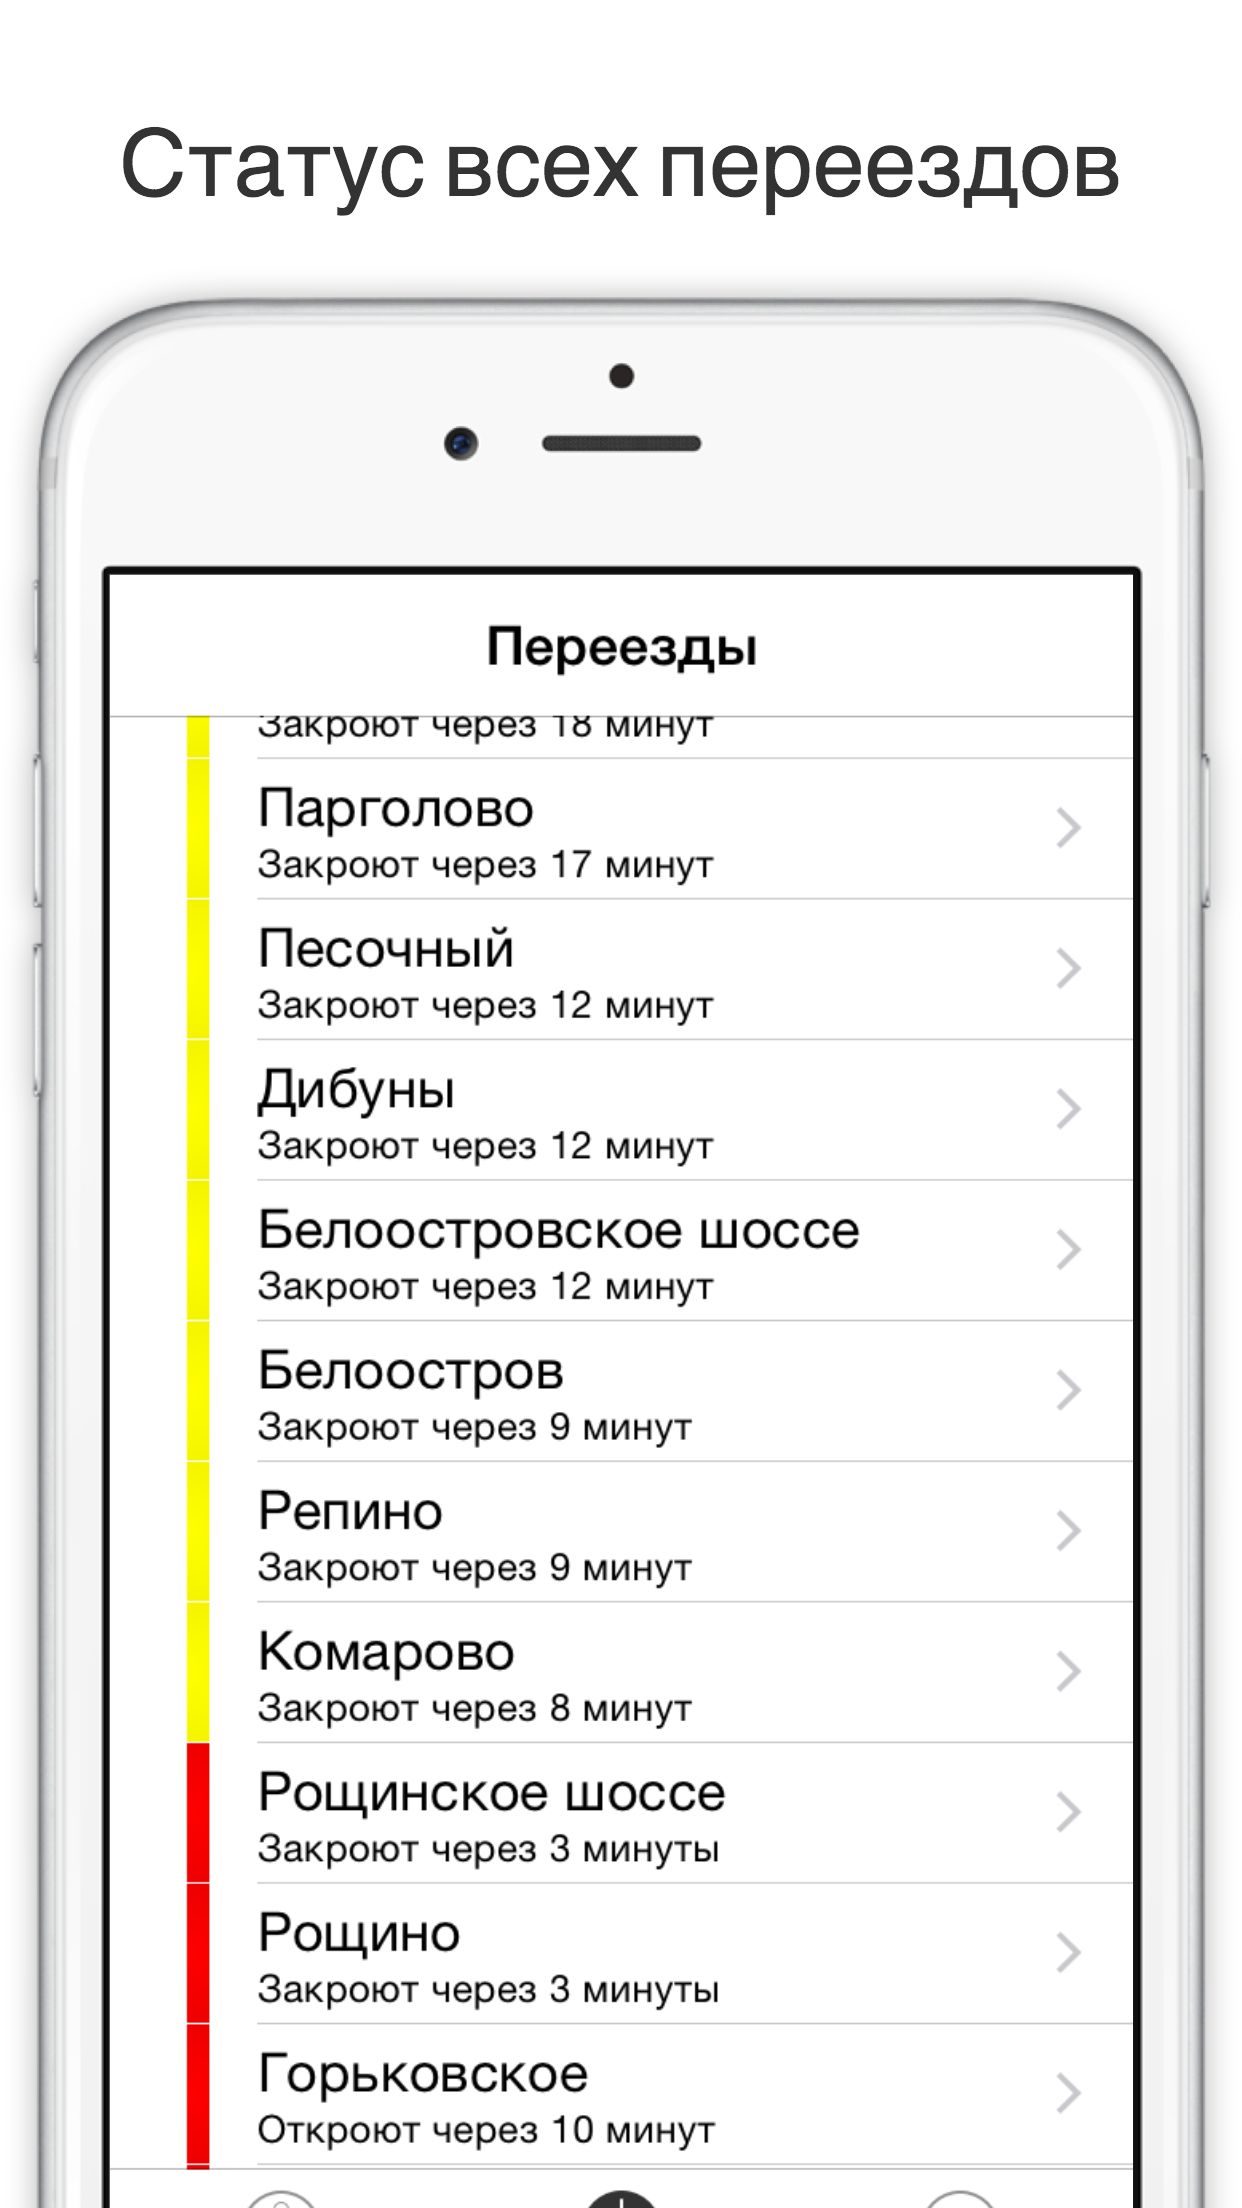 Статус всех переездов
Переезды
Закроют через 18 минут
Парголово
Закроют через 17 минут
Песочный
Закроют через 12 минут
Дибуны
Закроют через 12 минут
Белоостровское шоссе
Закроют через 12 минут
Белоостров
Закроют через 9 минут
Репино
Закроют через 9 минут
Комарово
Закроют через 8 минут
Рощинское шоссе
Закроют через 3 минуты
Рощино
Закроют через 3 минуты
Горьковское
Откроют через 10 минут